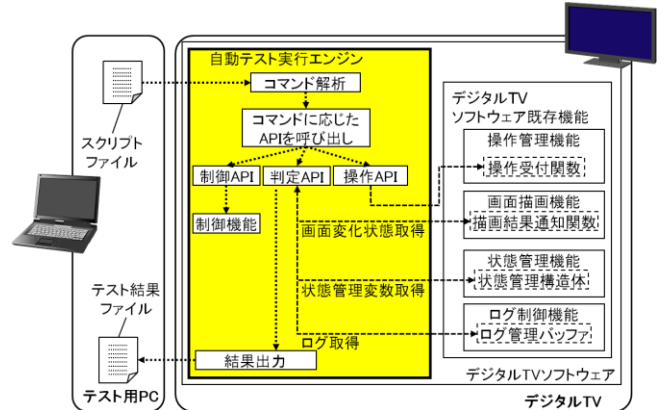 自動テスト実行エンジン
コマンド解析
コマンドに応じた
APIを呼び出し
制御API
判定API
操作API
制御機能
画面変化状態取得
状態管理変数取得
ログ取得
結果出力
スクリプト
ファイル
テスト結果
ファイル
テスト用PC
デジタルTV
ソフトウェア既存機能
操作管理機能
操作受付関数
画面描画機能
描画結果通知関数
状態管理機能
状態管理構造体
ログ制御機能
ログ管理バッファ
デジタルTVソフトウェア
デジタルTV